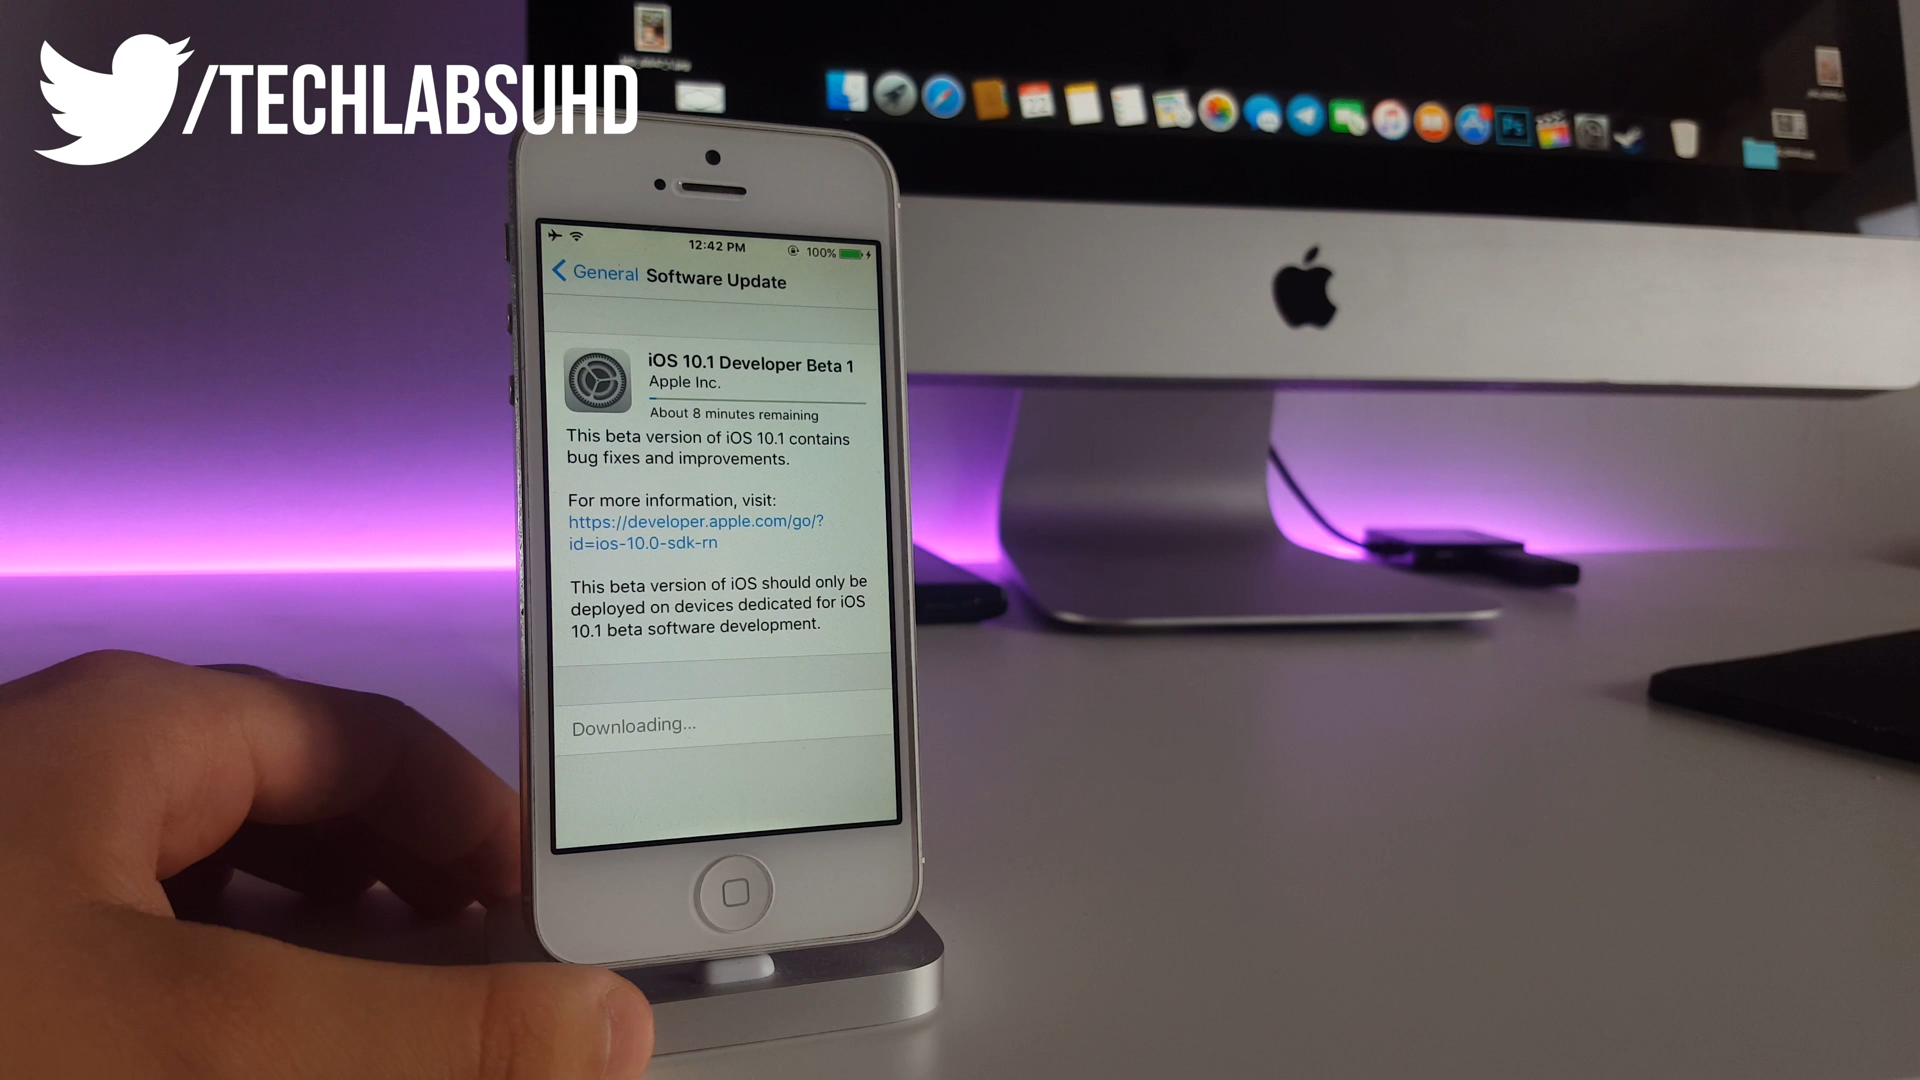 /TECHLABSUHD
12:42 PM
100%
General Software Update
iOS 10.1 Developer Beta 1
Apple Inc.
About 8 minutes remaining
This beta version of iOS 10.1 contains
bug fixes and improvements.
For more information, visit:
https://developer.apple.com/go/?
id=ios-10.0-sdk-rn
This beta version of iOS should only be
deployed on devices dedicated for iOS
10.1 beta software development.
Downloading...
22
Ps